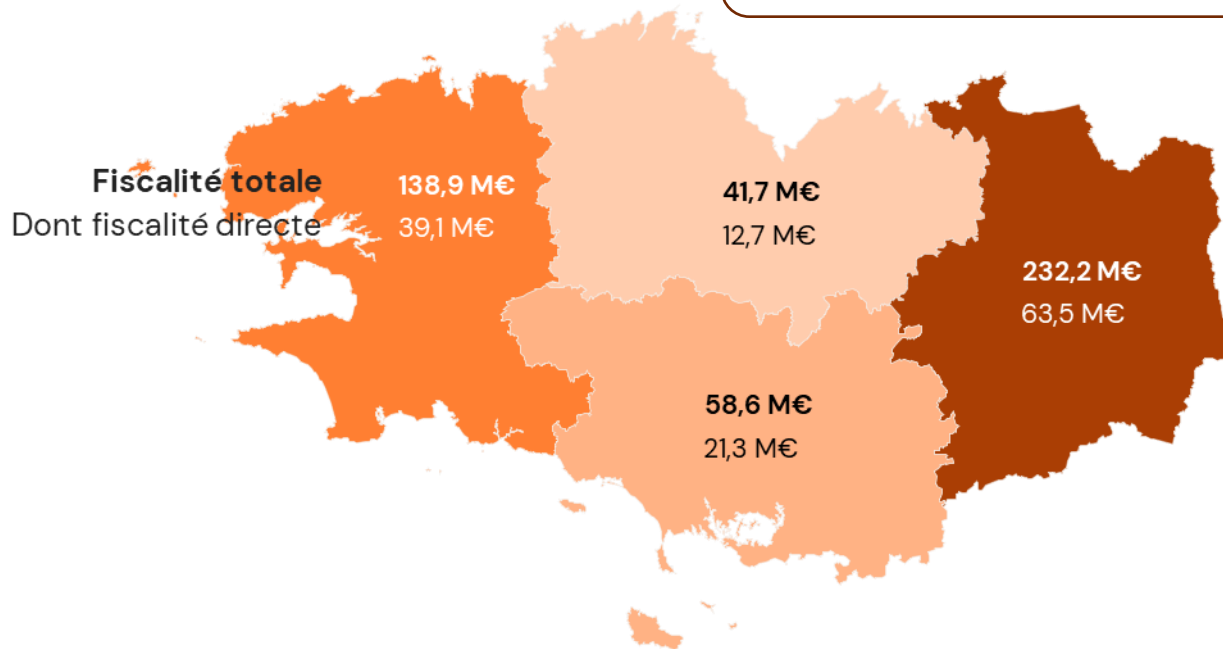 Fiscalité totale
Dont fiscalité directe
138,9 M€
39,1 M€
41,7 M€
12,7 M€
232,2 M€
63,5 M€
58,6 M€
21,3 M€